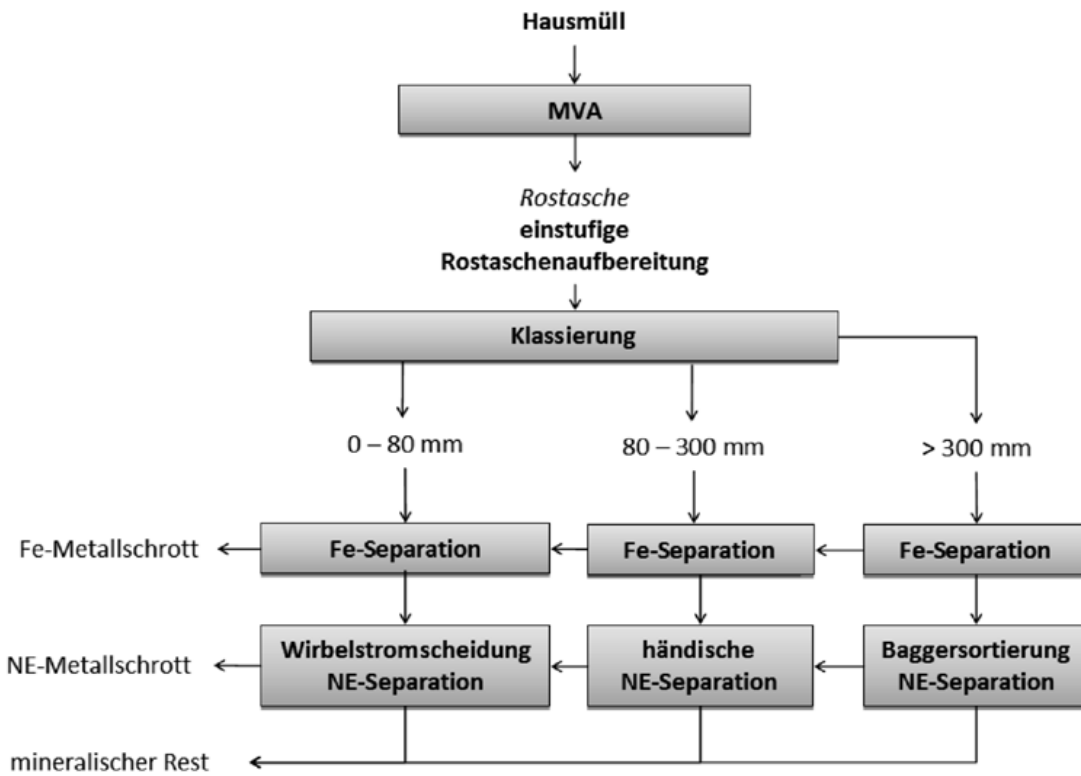 Hausmüll
MVA
Rostasche
einstufige
Rostaschenaufbereitung
Klassierung
0 – 80 mm
80 – 300 mm
> 300 mm
Fe-Metallschrott
Fe-Separation
Fe-Separation
Fe-Separation
NE-Metallschrott
Wirbelstromscheidung
NE-Separation
händische
NE-Separation
Baggersortierung
NE-Separation
mineralischer Rest